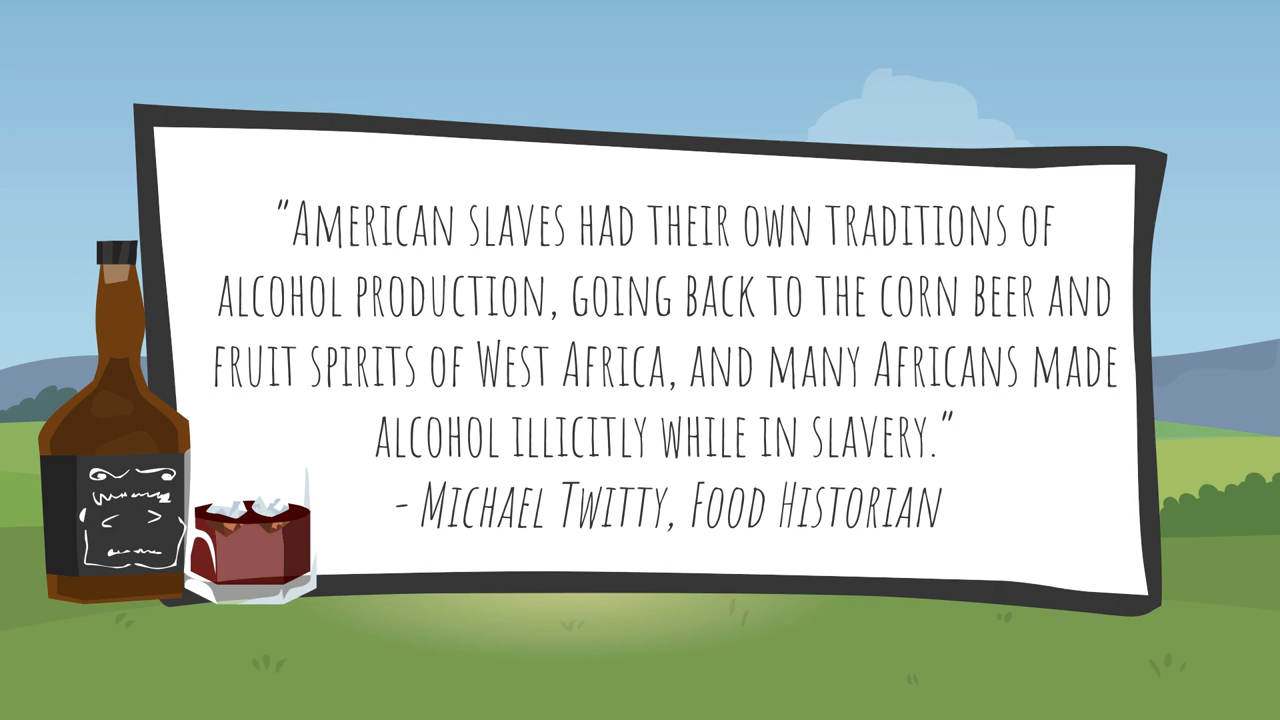 "American slaves had their own traditions of
alcohol production, going back to the corn beer and
fruit spirits of West Africa, and many Africans made
alcohol illicitly while in slavery."
- Michael Twitty, Food Historian